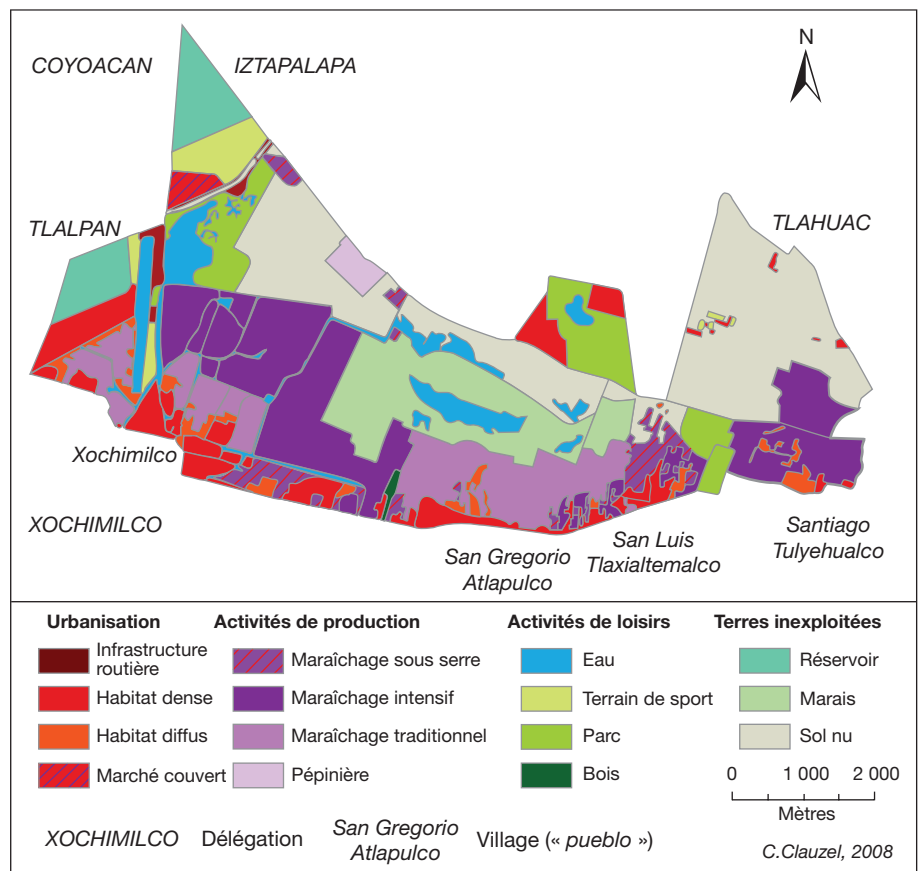 COYOACAN
IZTAPALAPA
N
TLALPAN
TLAHUAC
Xochimilco
XOCHIMILCO
San Gregorio
Atlapulco
San Luis
Tlaxialtemalco
Santiago
Tulyehualco
Urbanisation
Infrastructure
routière
Habitat dense
Habitat diffus
Marché couvert
Activités de production
Maraîchage sous serre
Maraîchage intensif
Maraîchage traditionnel
Pépinière
Activités de loisirs
Eau
Terrain de sport
Parc
Bois
Terres inexploitées
Réservoir
Marais
Sol nu
0 1 000 2 000
Mètres
XOCHIMILCO Délégation
San Gregorio
Atlapulco
Village (« pueblo »)
C.Clauzel, 2008